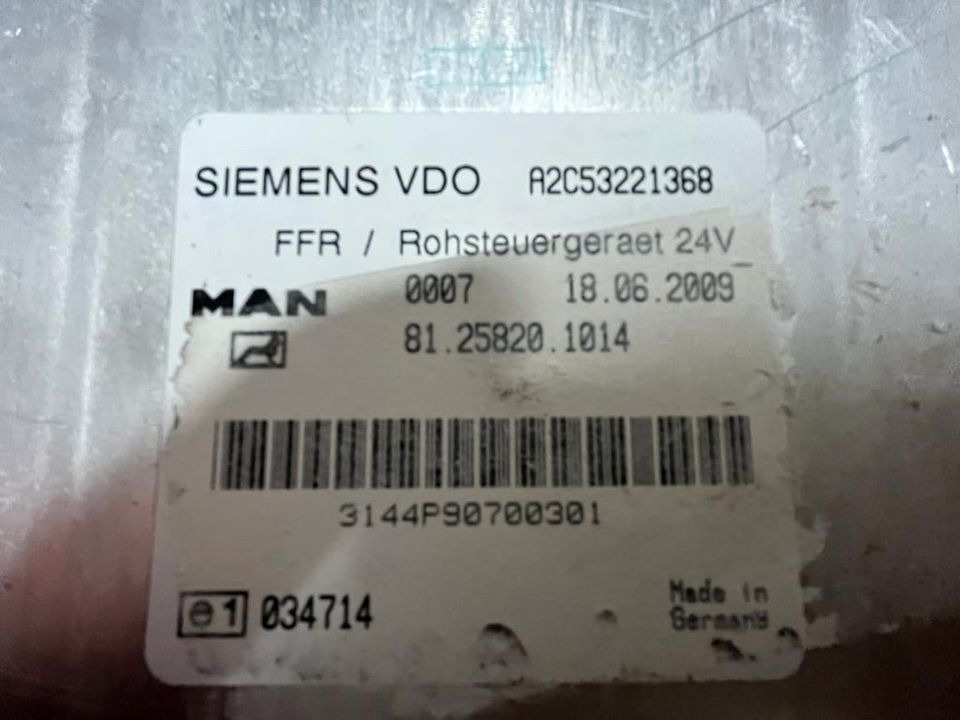 SIEMENS VDO A2C53221368
FFR / Rohsteuergeraet 24V
MAN 0007 18.06.2009
81.25820.1014
3144P90700301
e1 034714
Made in
Germany